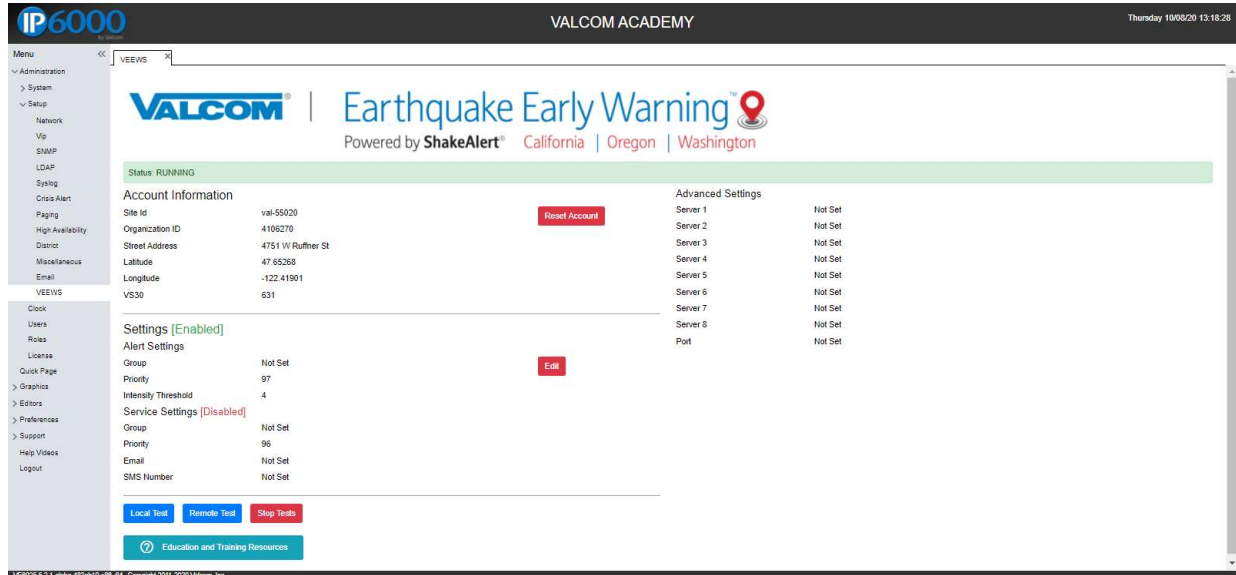 IP6000
by Valcom
VALCOM ACADEMY
Thursday 10/08/20 13:18:28
Menu
Administration
System
Setup
Network
Vip
SNMP
LDAP
Syslog
Crisis Alert
Paging
High Availability
District
Miscellaneous
Email
VEEWS
Clock
Users
Roles
License
Quick Page
Graphics
Editors
Preferences
Support
Help Videos
Logout
VEEWS
VALCOM® | Earthquake Early Warning™
Powered by ShakeAlert® California | Oregon | Washington
Status: RUNNING
Account Information
Reset Account
Site Id val-55020
Organization ID 4106270
Street Address 4751 W Ruffner St
Latitude 47.65268
Longitude -122.41901
VS30 631
Settings [Enabled]
Alert Settings
Edit
Group Not Set
Priority 97
Intensity Threshold 4
Service Settings [Disabled]
Group Not Set
Priority 96
Email Not Set
SMS Number Not Set
Local Test Remote Test Stop Tests
Education and Training Resources
Advanced Settings
Server 1 Not Set
Server 2 Not Set
Server 3 Not Set
Server 4 Not Set
Server 5 Not Set
Server 6 Not Set
Server 7 Not Set
Server 8 Not Set
Port Not Set